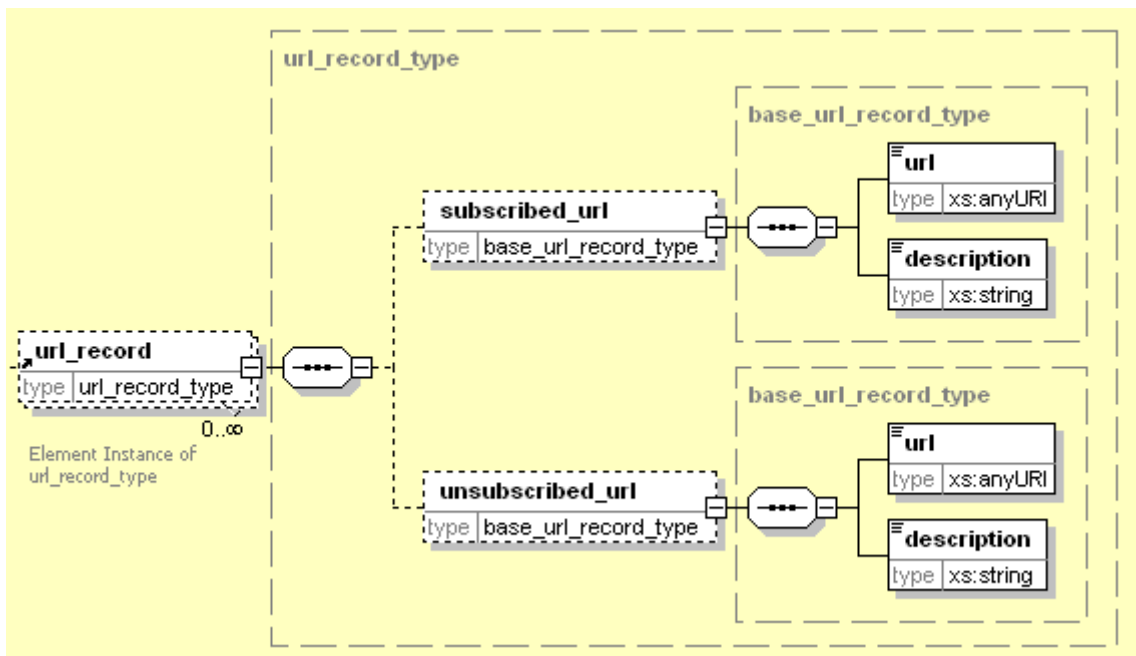 url_record_type
base_url_record_type
url
type xs:anyURI
subscribed_url
type base_url_record_type
description
type xs:string
url_record
type url_record_type
0..∞
Element Instance of
url_record_type
base_url_record_type
url
type xs:anyURI
unsubscribed_url
type base_url_record_type
description
type xs:string